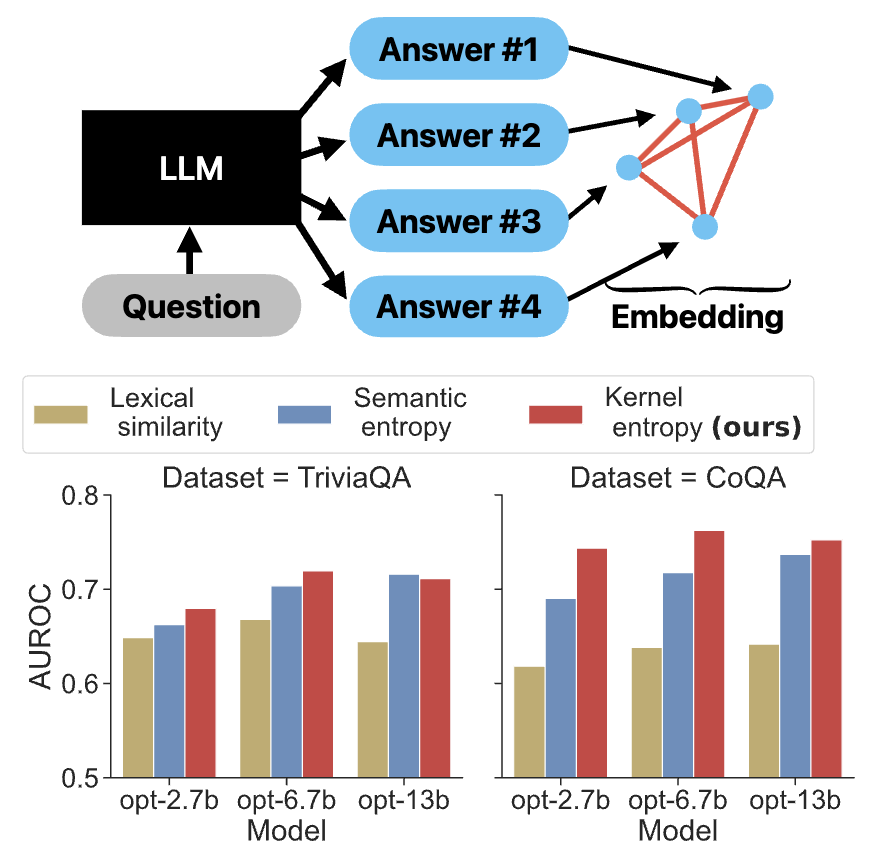 Answer #1
Answer #2
LLM
Answer #3
Question
Answer #4
Embedding
Lexical
similarity
Semantic
entropy
Kernel
entropy (ours)
Dataset = TriviaQA
Dataset = CoQA
AUROC
0.8
0.7
0.6
0.5
opt-2.7b
opt-6.7b
opt-13b
Model
opt-2.7b
opt-6.7b
opt-13b
Model